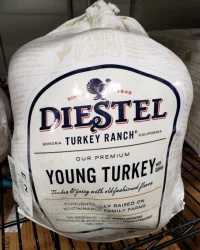 SINCE 1949
DIESTEL
TURKEY RANCH®
SONORA CALIFORNIA
OUR PREMIUM
YOUNG TURKEY
Tender & Juicy with old fashioned flavor
THOUGHTFULLY RAISED ON
SUSTAINABLE FAMILY FARMS